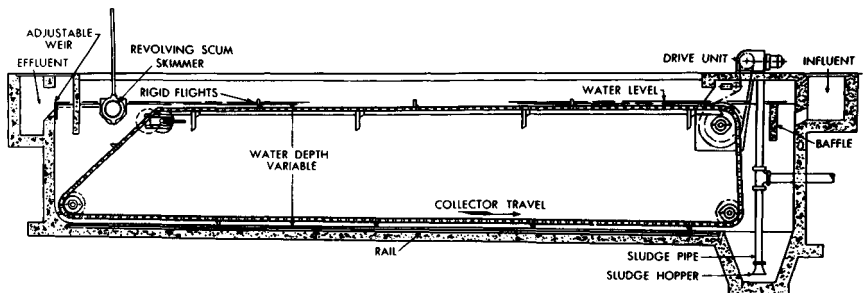 ADJUSTABLE
WEIR
EFFLUENT
REVOLVING SCUM
SKIMMER
RIGID FLIGHTS
DRIVE UNIT
INFLUENT
WATER LEVEL
BAFFLE
WATER DEPTH
VARIABLE
COLLECTOR TRAVEL
RAIL
SLUDGE PIPE
SLUDGE HOPPER